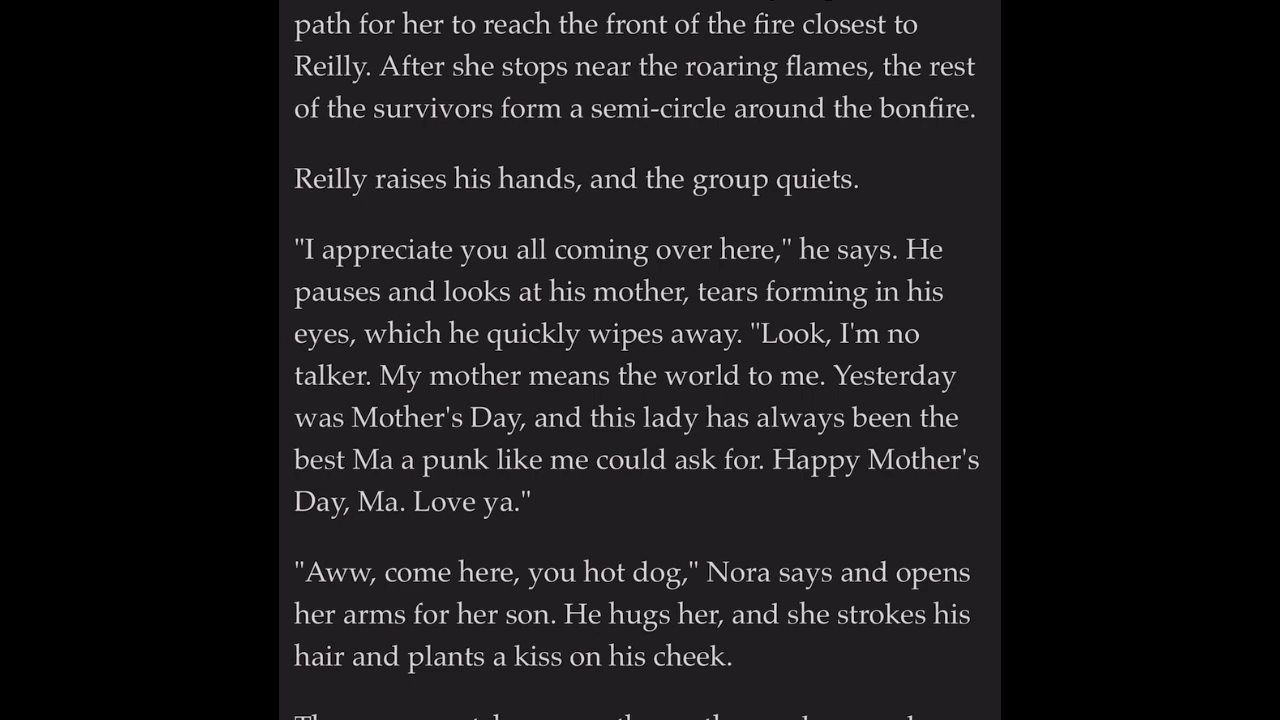 path for her to reach the front of the fire closest to
Reilly. After she stops near the roaring flames, the rest
of the survivors form a semi-circle around the bonfire.
Reilly raises his hands, and the group quiets.
"I appreciate you all coming over here," he says. He
pauses and looks at his mother, tears forming in his
eyes, which he quickly wipes away. "Look, I'm no
talker. My mother means the world to me. Yesterday
was Mother's Day, and this lady has always been the
best Ma a punk like me could ask for. Happy Mother's
Day, Ma. Love ya."
"Aww, come here, you hot dog," Nora says and opens
her arms for her son. He hugs her, and she strokes his
hair and plants a kiss on his cheek.